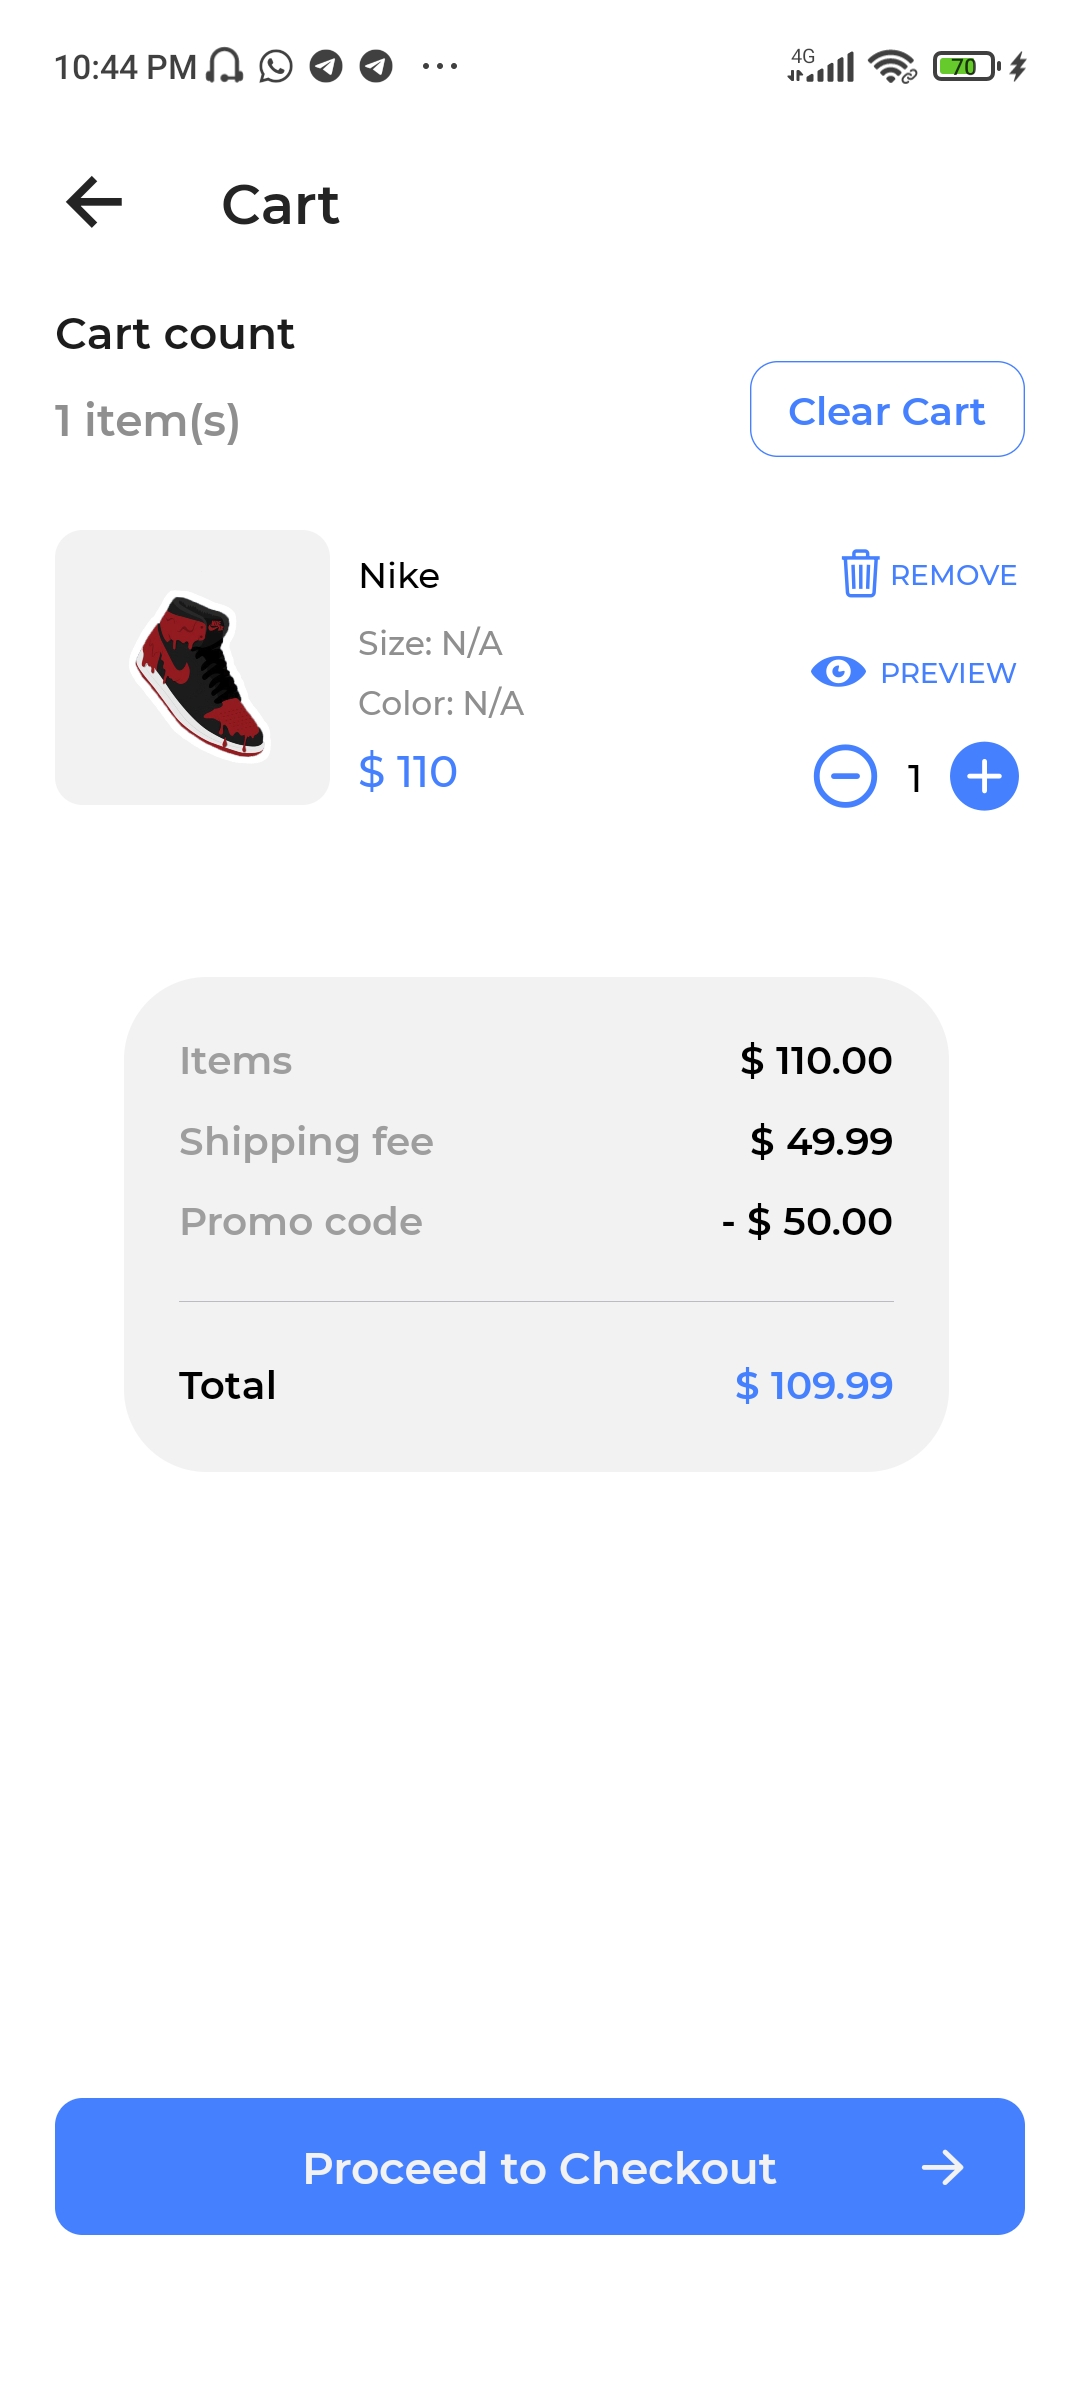 10:44 PM
4G
70
Cart
Cart count
1 item(s)
Clear Cart
Nike
REMOVE
Size: N/A
PREVIEW
Color: N/A
$ 110
1
Items $ 110.00
Shipping fee $ 49.99
Promo code - $ 50.00
Total $ 109.99
Proceed to Checkout